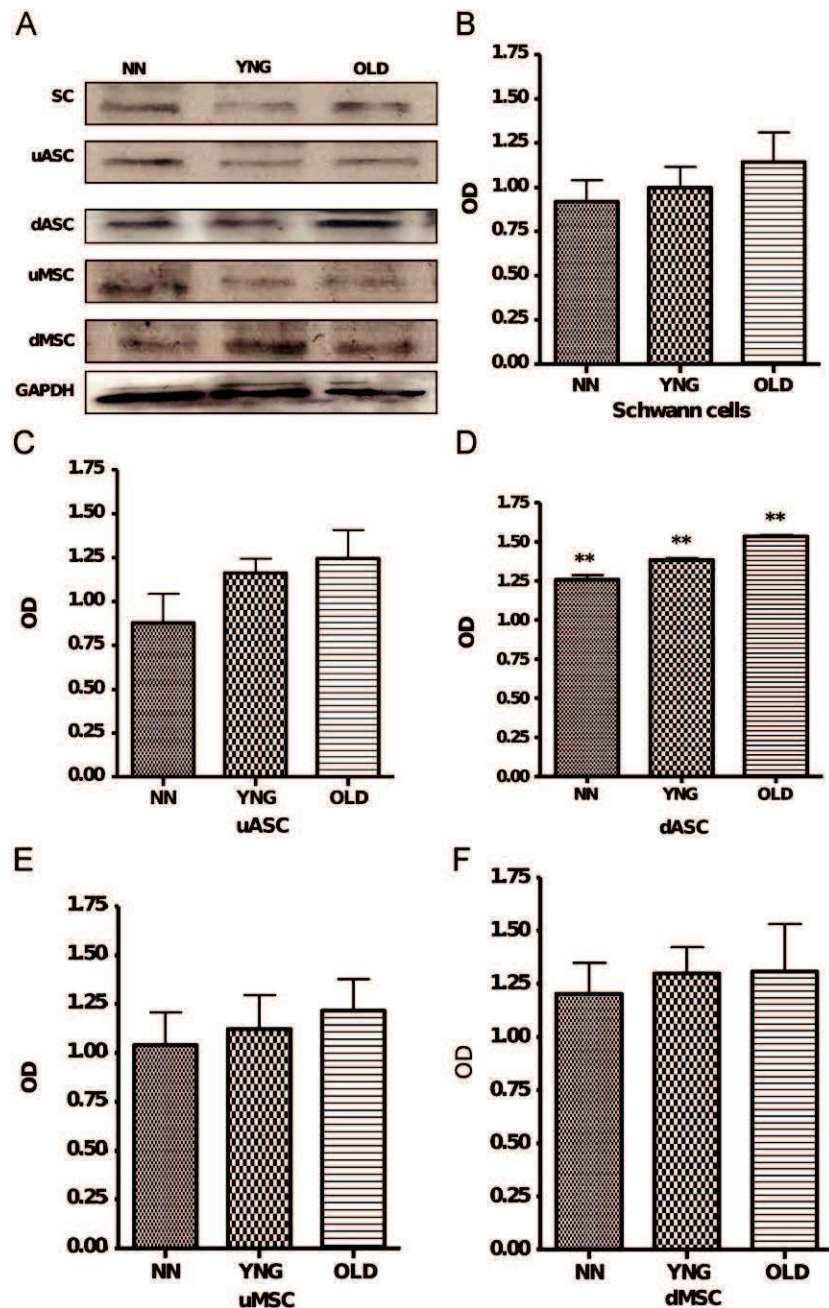 A
NN YNG OLD
SC
uASC
dASC
uMSC
dMSC
GAPDH
B
1.75
1.50
1.25
1.00
0.75
0.50
0.25
0.00
OD
NN YNG OLD
Schwann cells
C
1.75
1.50
1.25
1.00
0.75
0.50
0.25
0.00
OD
NN YNG OLD
uASC
D
1.75
1.50
1.25
1.00
0.75
0.50
0.25
0.00
OD
** ** **
NN YNG OLD
dASC
E
1.75
1.50
1.25
1.00
0.75
0.50
0.25
0.00
OD
NN YNG OLD
uMSC
F
1.75
1.50
1.25
1.00
0.75
0.50
0.25
0.00
OD
NN YNG OLD
dMSC